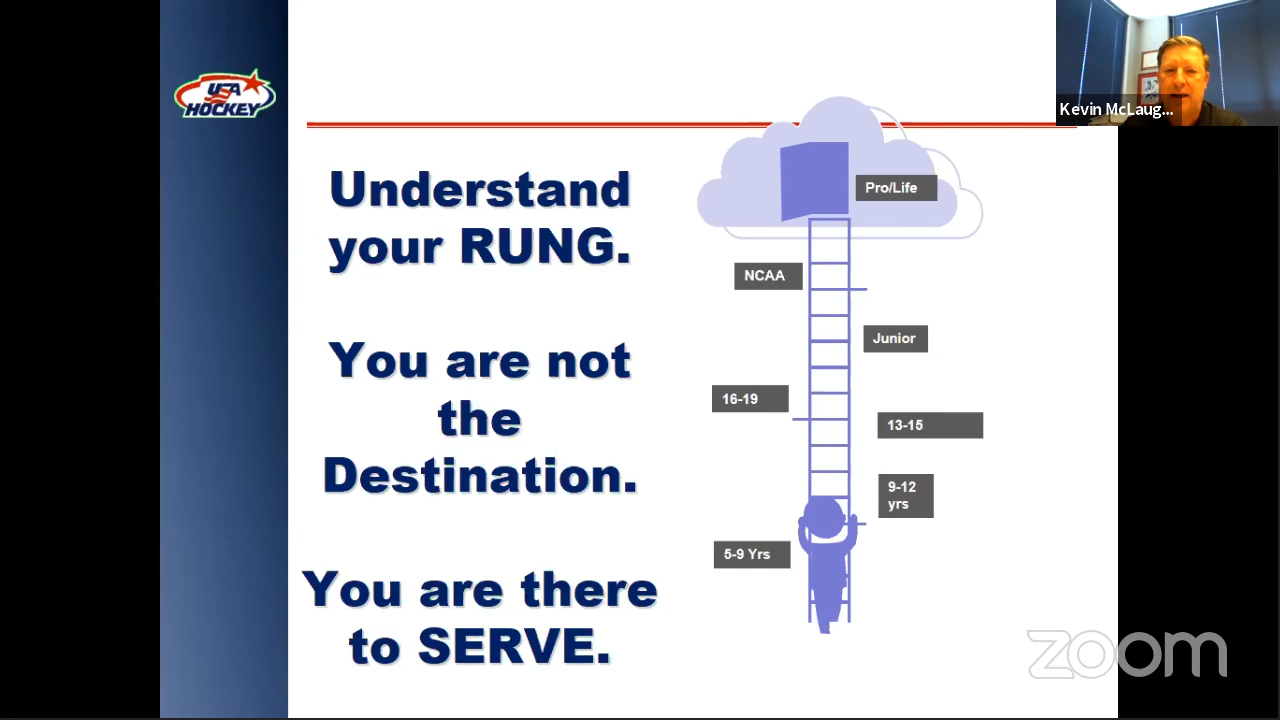 USA
HOCKEY
Kevin McLaug...
Understand
your RUNG.
You are not
the
Destination.
You are there
to SERVE.
Pro/Life
NCAA
Junior
16-19
13-15
9-12
yrs
5-9 Yrs
zoom